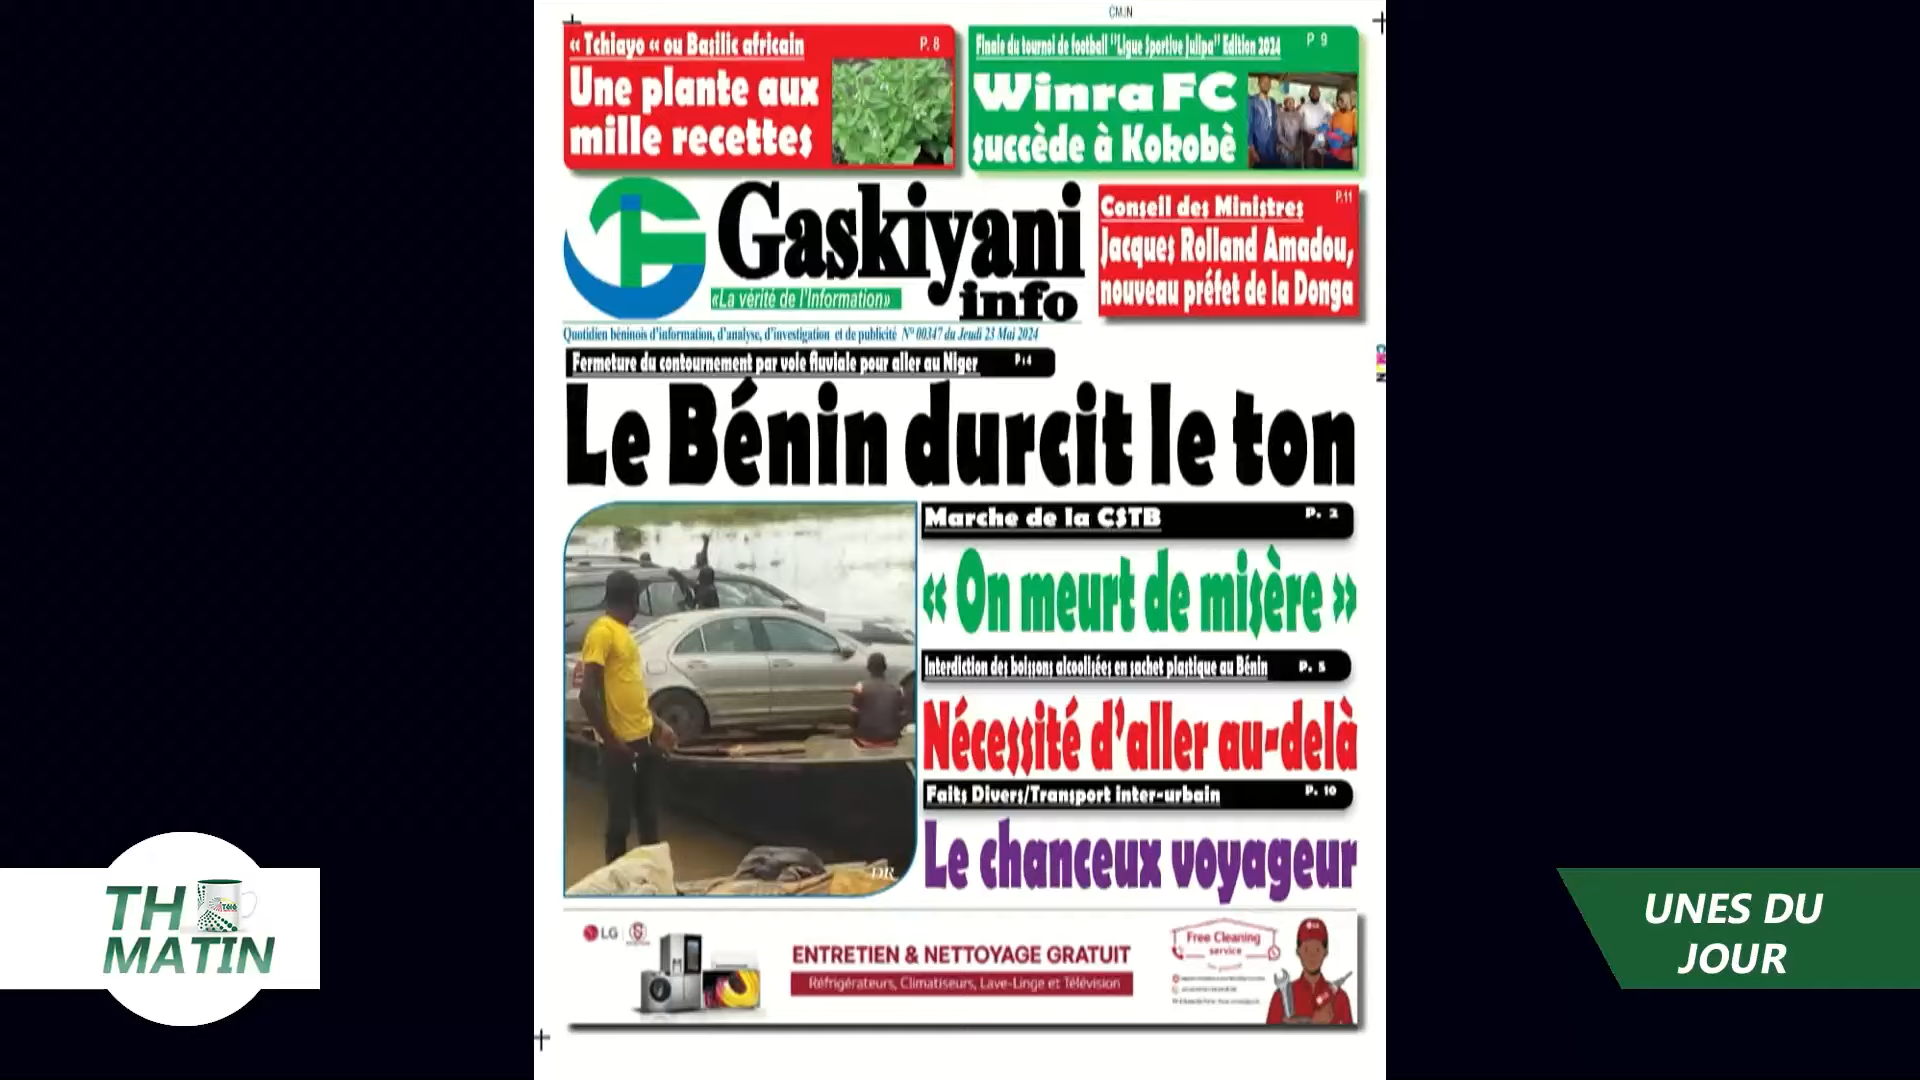 CMJN
« Tchiayo « ou Basilic africain P. 8
Une plante aux
mille recettes
Finale du tournoi de football "Ligue Sportive Julipa" Edition 2024 P 9
Winra FC
succède à Kokobè
Gaskiyani
info
«La vérité de l'Information»
Conseil des Ministres P.11
Jacques Rolland Amadou,
nouveau préfet de la Donga
Quotidien béninois d'information, d'analyse, d'investigation et de publicité N° 00347 du Jeudi 23 Mai 2024
Fermeture du contournement par voie fluviale pour aller au Niger P:4
Le Bénin durcit le ton
Marche de la CSTB P. 2
« On meurt de misère »
Interdiction des boissons alcoolisées en sachet plastique au Bénin P. 5
Nécessité d'aller au-delà
Faits Divers/Transport inter-urbain P. 10
Le chanceux voyageur
DR
LG
ENTRETIEN & NETTOYAGE GRATUIT
Réfrigérateurs, Climatiseurs, Lave-Linge et Télévision
Free Cleaning
service
TH
MATIN
UNES DU
JOUR